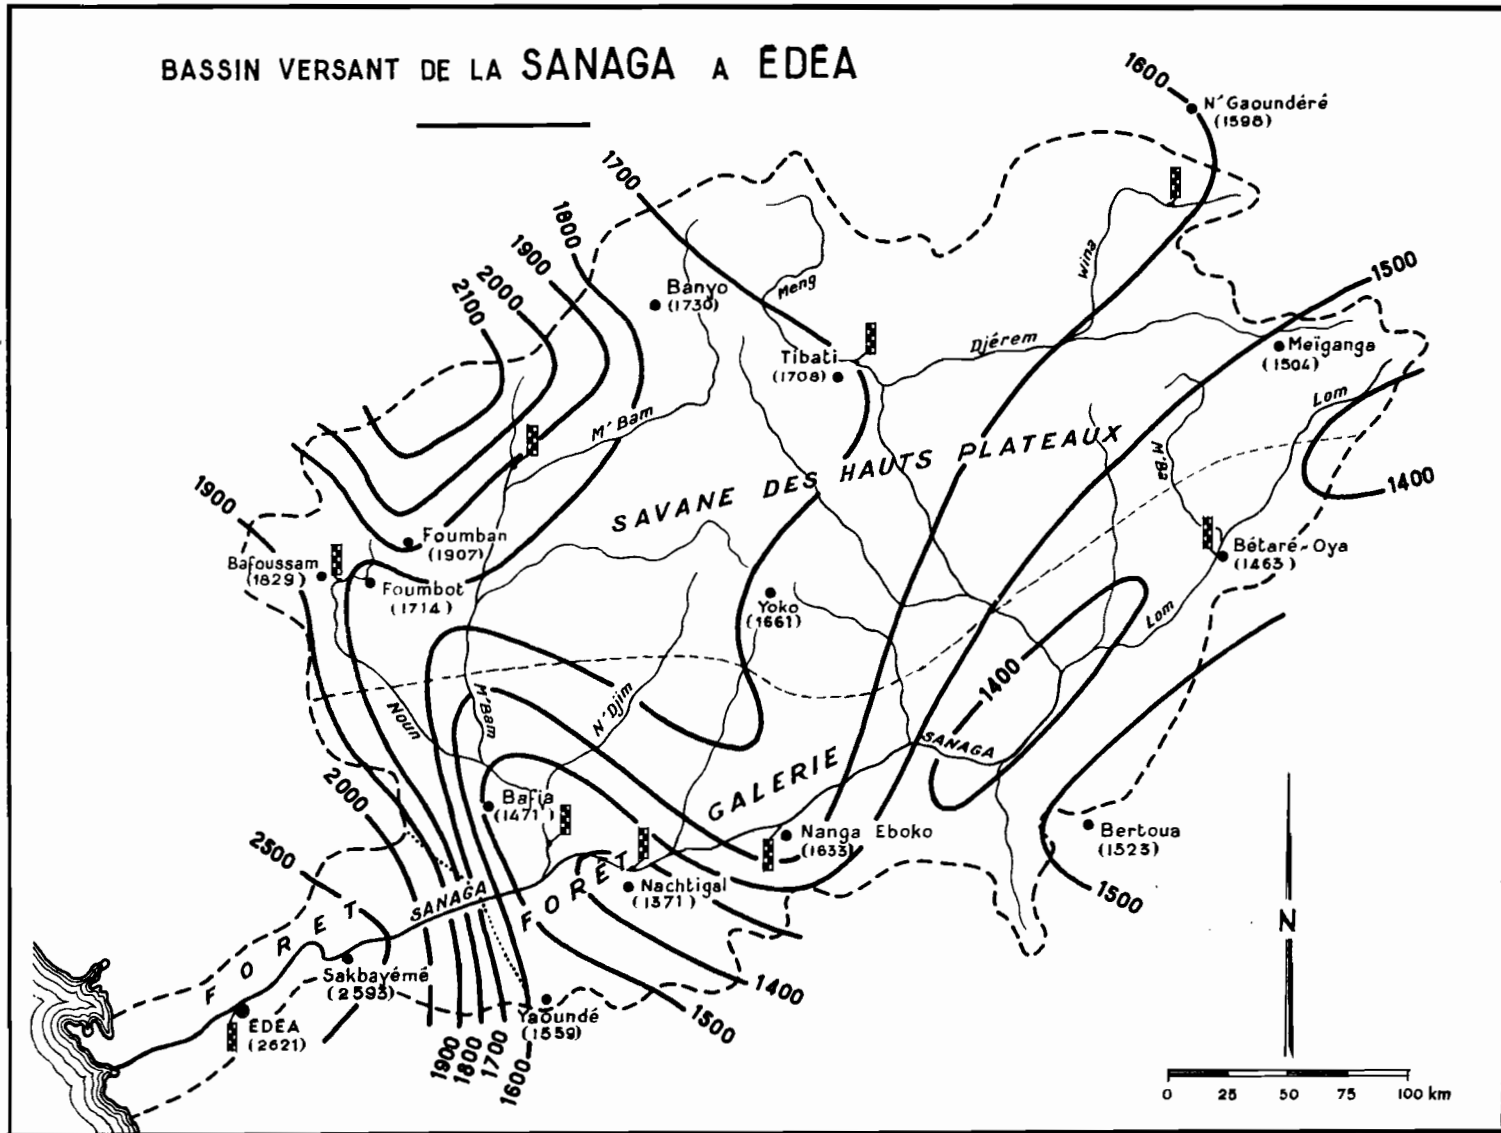 BASSIN VERSANT DE LA SANAGA A ÉDÉA
1600
N'Gaoundéré
(1598)
1700
1800
1900
2000
2100
Banyo
(1730)
Meng
Wina
1500
Tibati
(1708)
Djérem
Meïganga
(1504)
Lom
M'Bam
M'Ba
1400
SAVANE DES HAUTS PLATEAUX
1900
Foumban
(1907)
Bafoussam
(1829)
Foumbot
(1714)
Bétaré-Oya
(1463)
Yoko
(1661)
Lom
1400
Noun
M'Bam
N'Djim
SANAGA
GALERIE
2000
Bafia
(1471)
Nanga Eboko
(1633)
Bertoua
(1523)
2500
1500
SANAGA
FORÊT
Nachtigal
(1371)
N
FORET
Sakbayémé
(2593)
1400
1500
Yaoundé
(1559)
ÉDÉA
(2621)
1900
1800
1700
1600
0 25 50 75 100 km